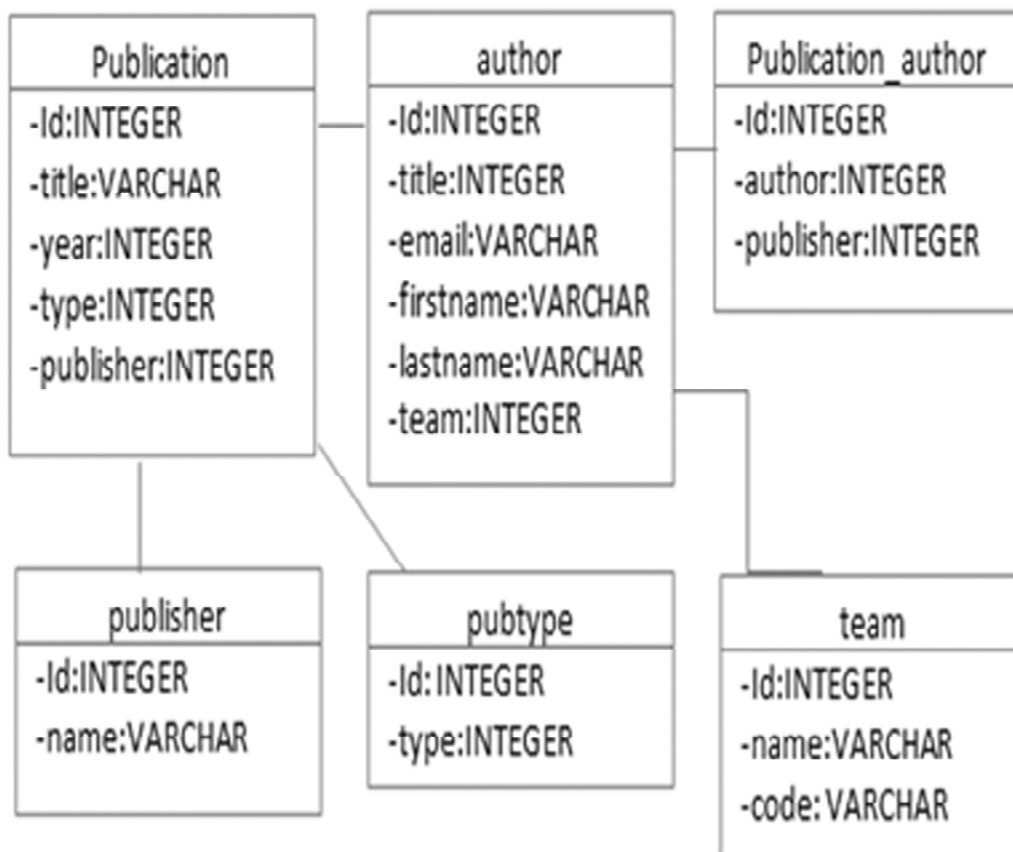 Publication
-Id:INTEGER
-title:VARCHAR
-year:INTEGER
-type:INTEGER
-publisher:INTEGER
author
-Id:INTEGER
-title:INTEGER
-email:VARCHAR
-firstname:VARCHAR
-lastname:VARCHAR
-team:INTEGER
Publication_author
-Id:INTEGER
-author:INTEGER
-publisher:INTEGER
publisher
-Id:INTEGER
-name:VARCHAR
pubtype
-Id: INTEGER
-type:INTEGER
team
-Id:INTEGER
-name:VARCHAR
-code: VARCHAR